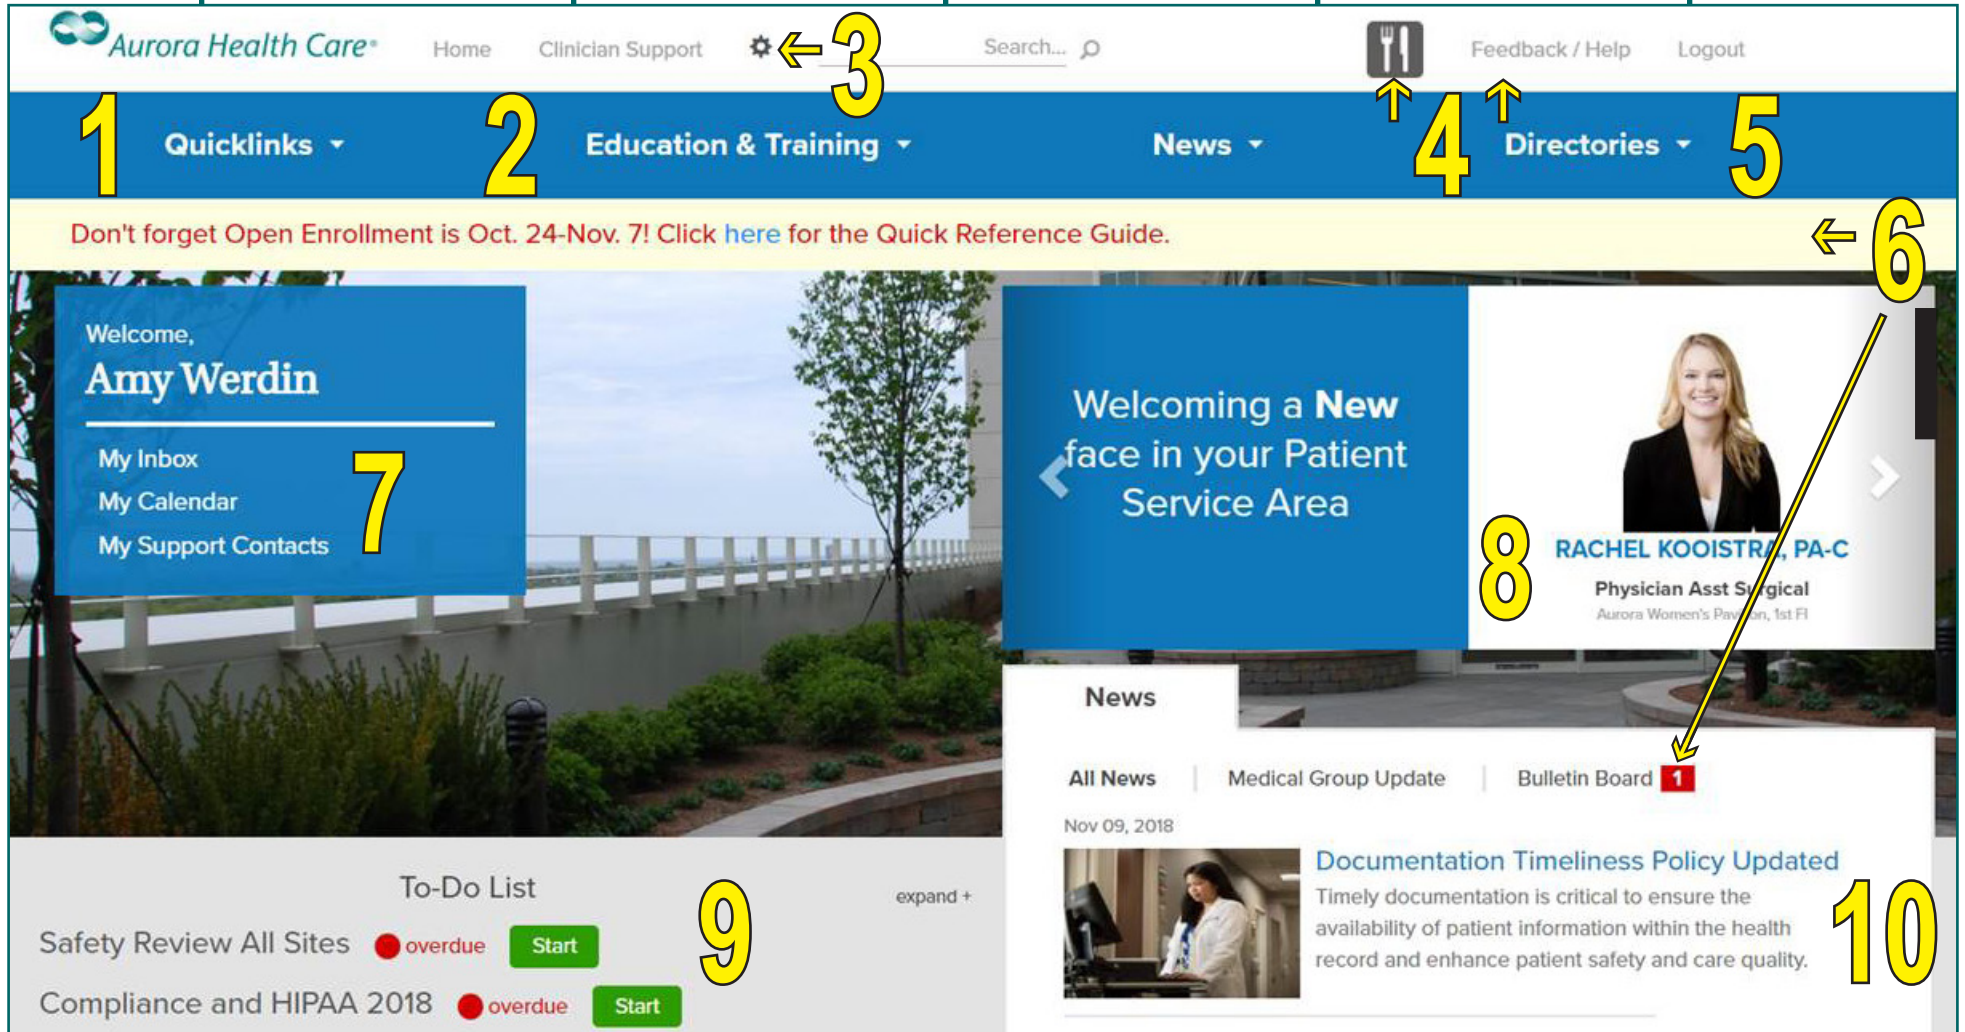 Aurora Health Care®
Home Clinician Support 3 Search... Feedback / Help Logout
1 Quicklinks 2 Education & Training News 4 Directories 5
Don't forget Open Enrollment is Oct. 24-Nov. 7! Click here for the Quick Reference Guide. 6
Welcome,
Amy Werdin
My Inbox
My Calendar
My Support Contacts
7
Welcoming a New
face in your Patient
Service Area
8
RACHEL KOOISTRA, PA-C
Physician Asst Surgical
Aurora Women's Pavilion, 1st Fl
News
All News Medical Group Update Bulletin Board 1
Nov 09, 2018
Documentation Timeliness Policy Updated
Timely documentation is critical to ensure the
availability of patient information within the health
record and enhance patient safety and care quality.
10
To-Do List expand +
9
Safety Review All Sites overdue Start
Compliance and HIPAA 2018 overdue Start